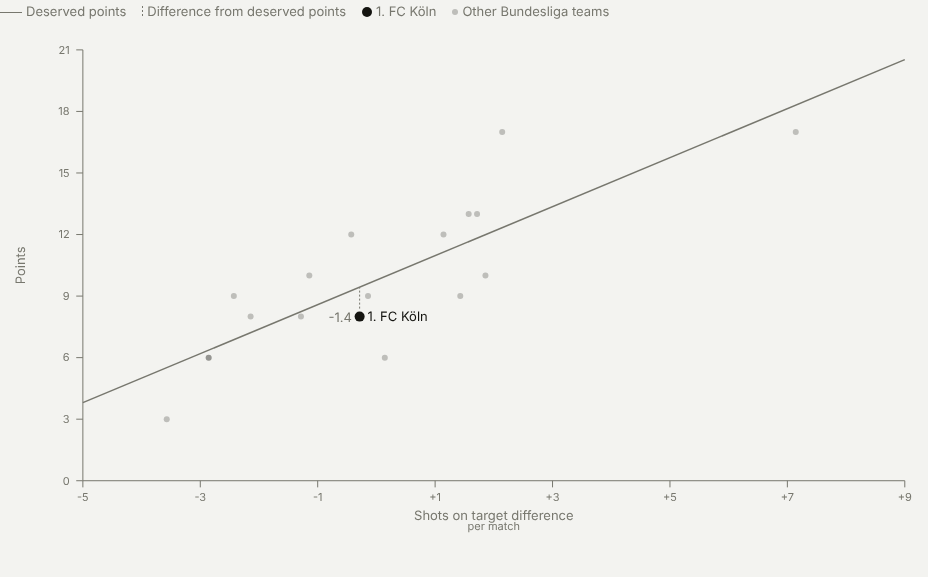 Deserved points Difference from deserved points 1. FC Köln Other Bundesliga teams
21
18
15
12
9
6
3
0
Points
-1.4 1. FC Köln
-5 -3 -1 +1 +3 +5 +7 +9
Shots on target difference
per match